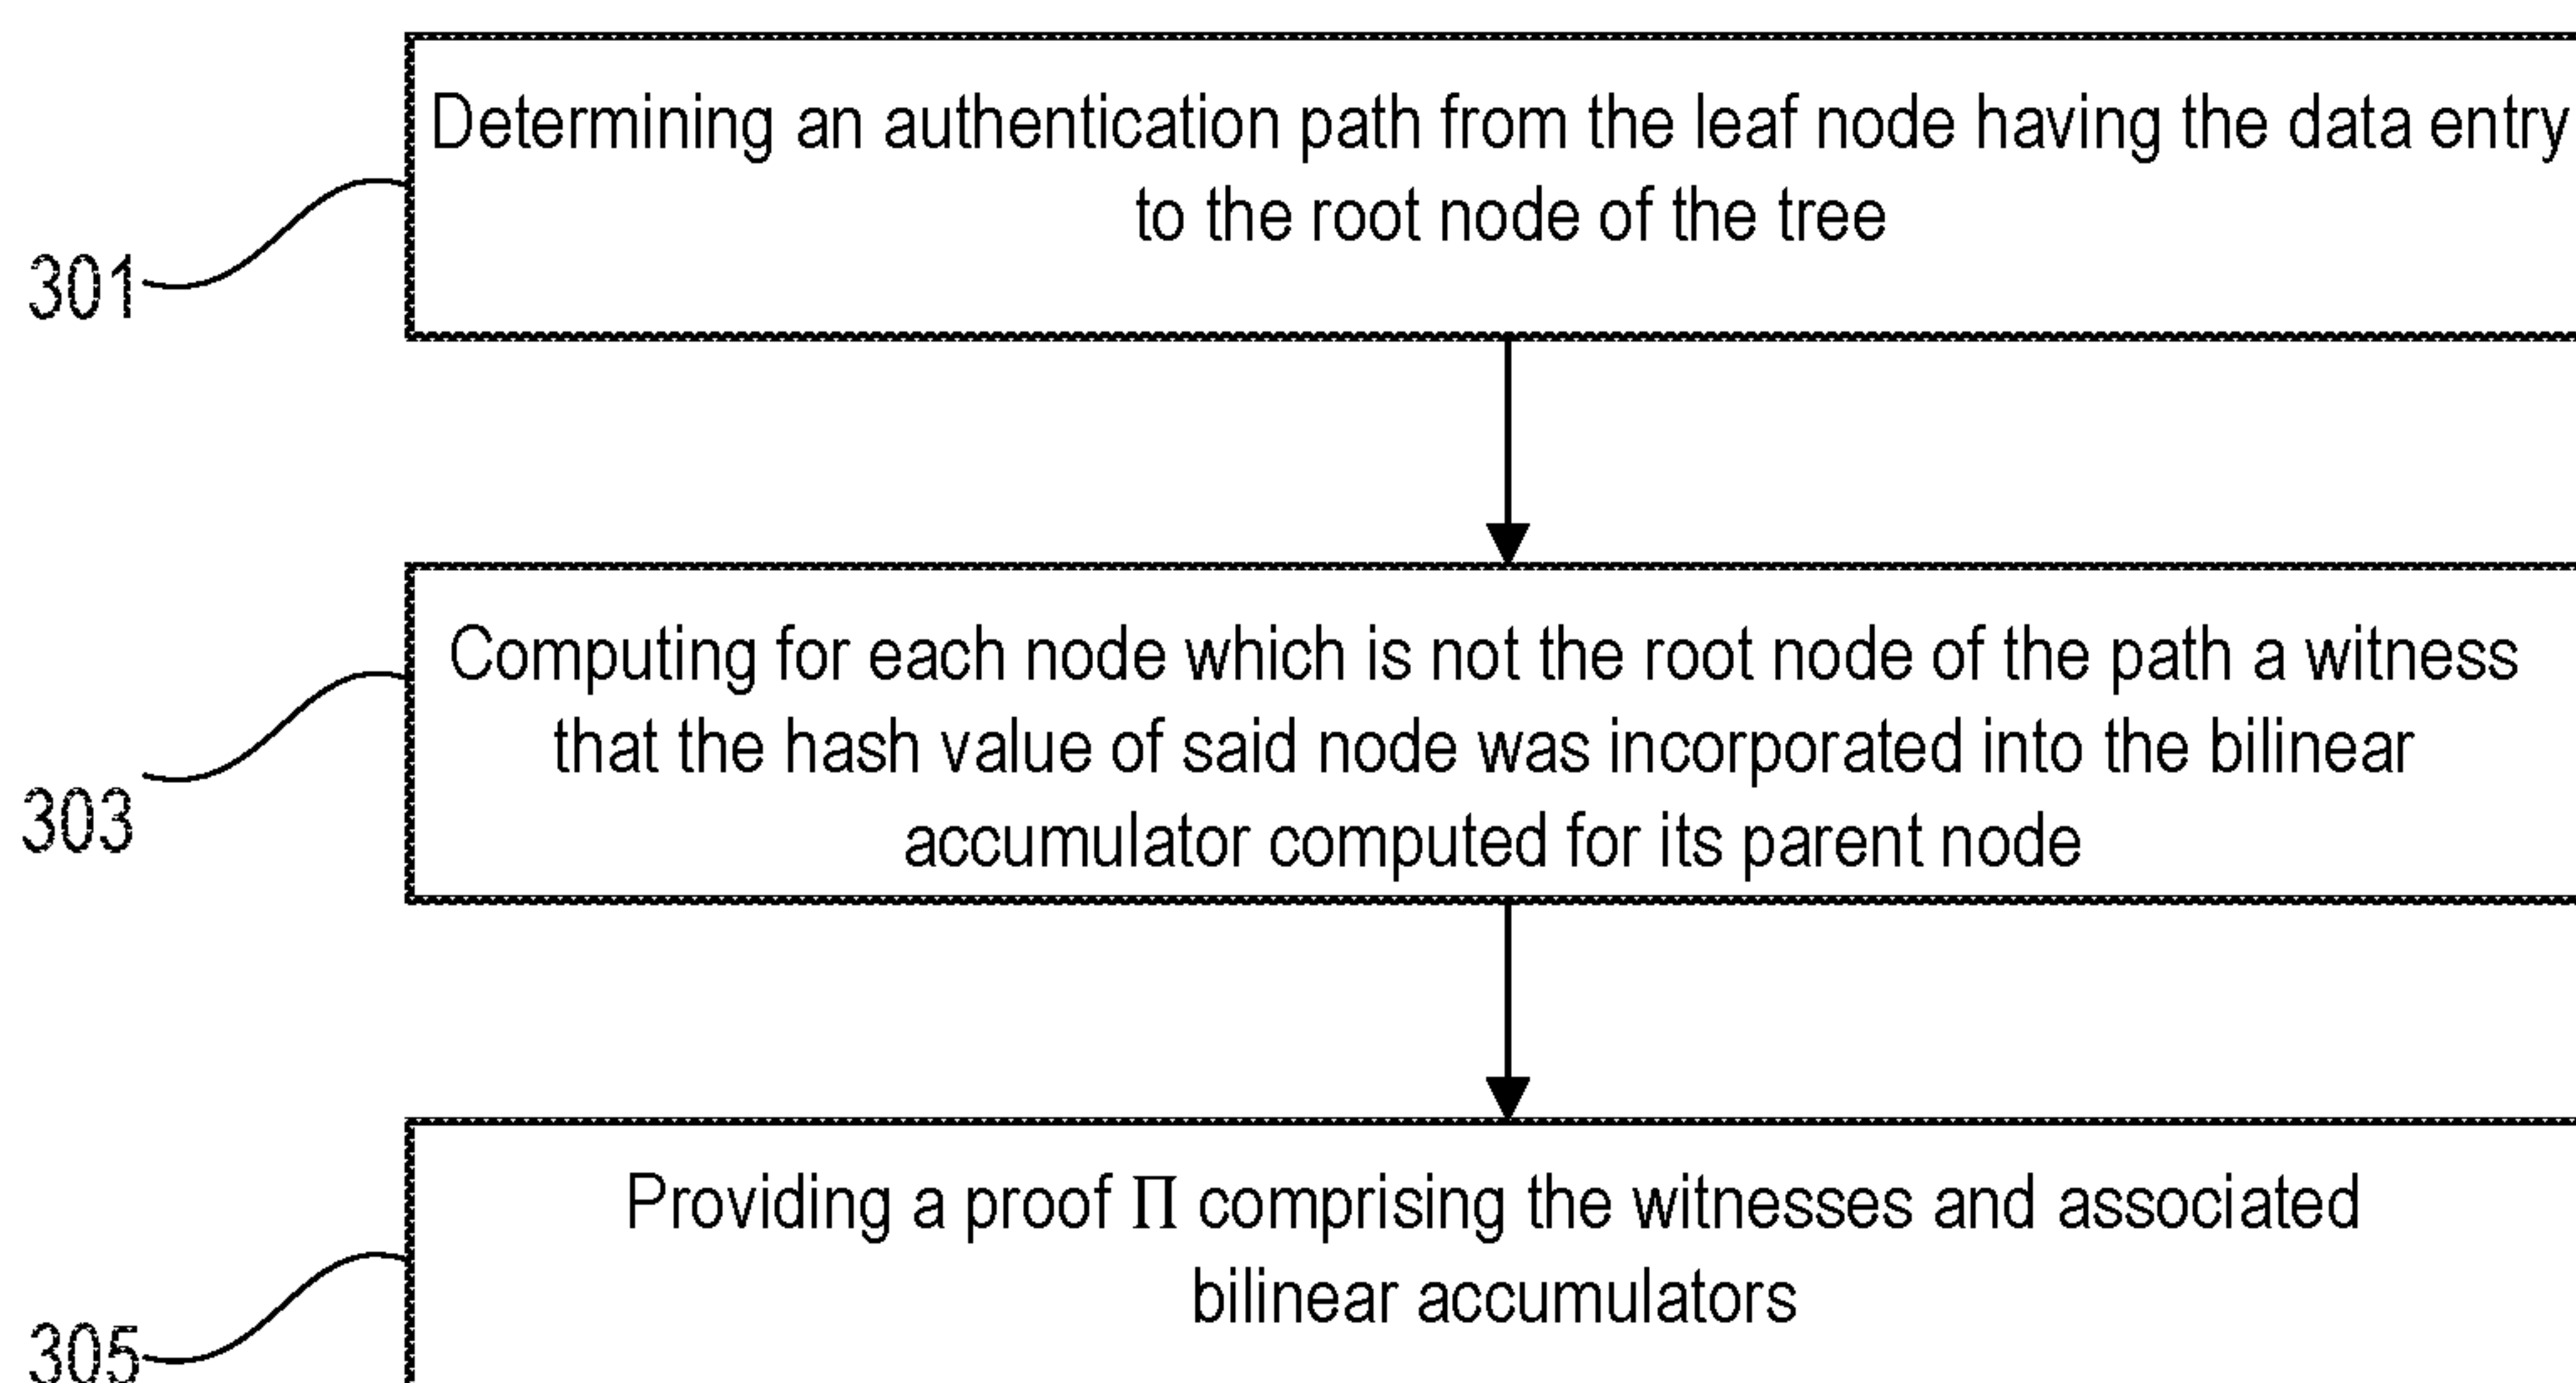 Determining an authentication path from the leaf node having the data entry
to the root node of the tree
301
Computing for each node which is not the root node of the path a witness
that the hash value of said node was incorporated into the bilinear
accumulator computed for its parent node
303
Providing a proof Π comprising the witnesses and associated
bilinear accumulators
305